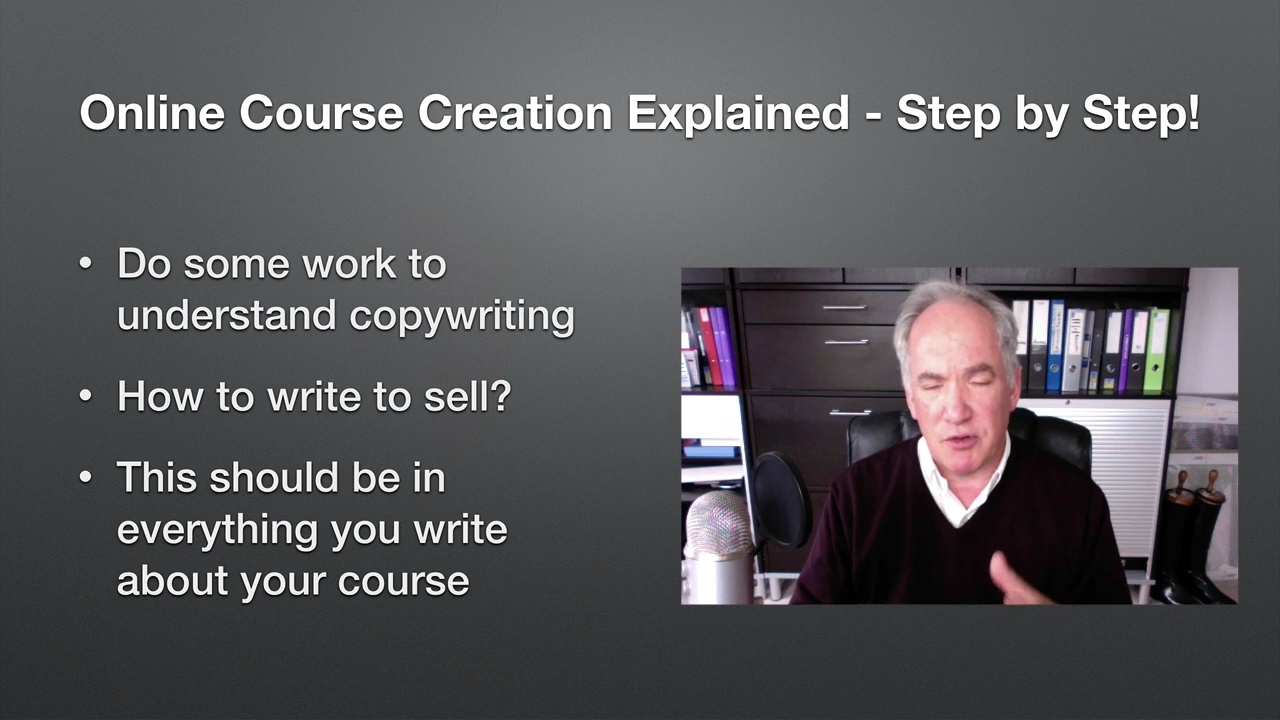 Online Course Creation Explained - Step by Step!
• Do some work to
understand copywriting
• How to write to sell?
• This should be in
everything you write
about your course